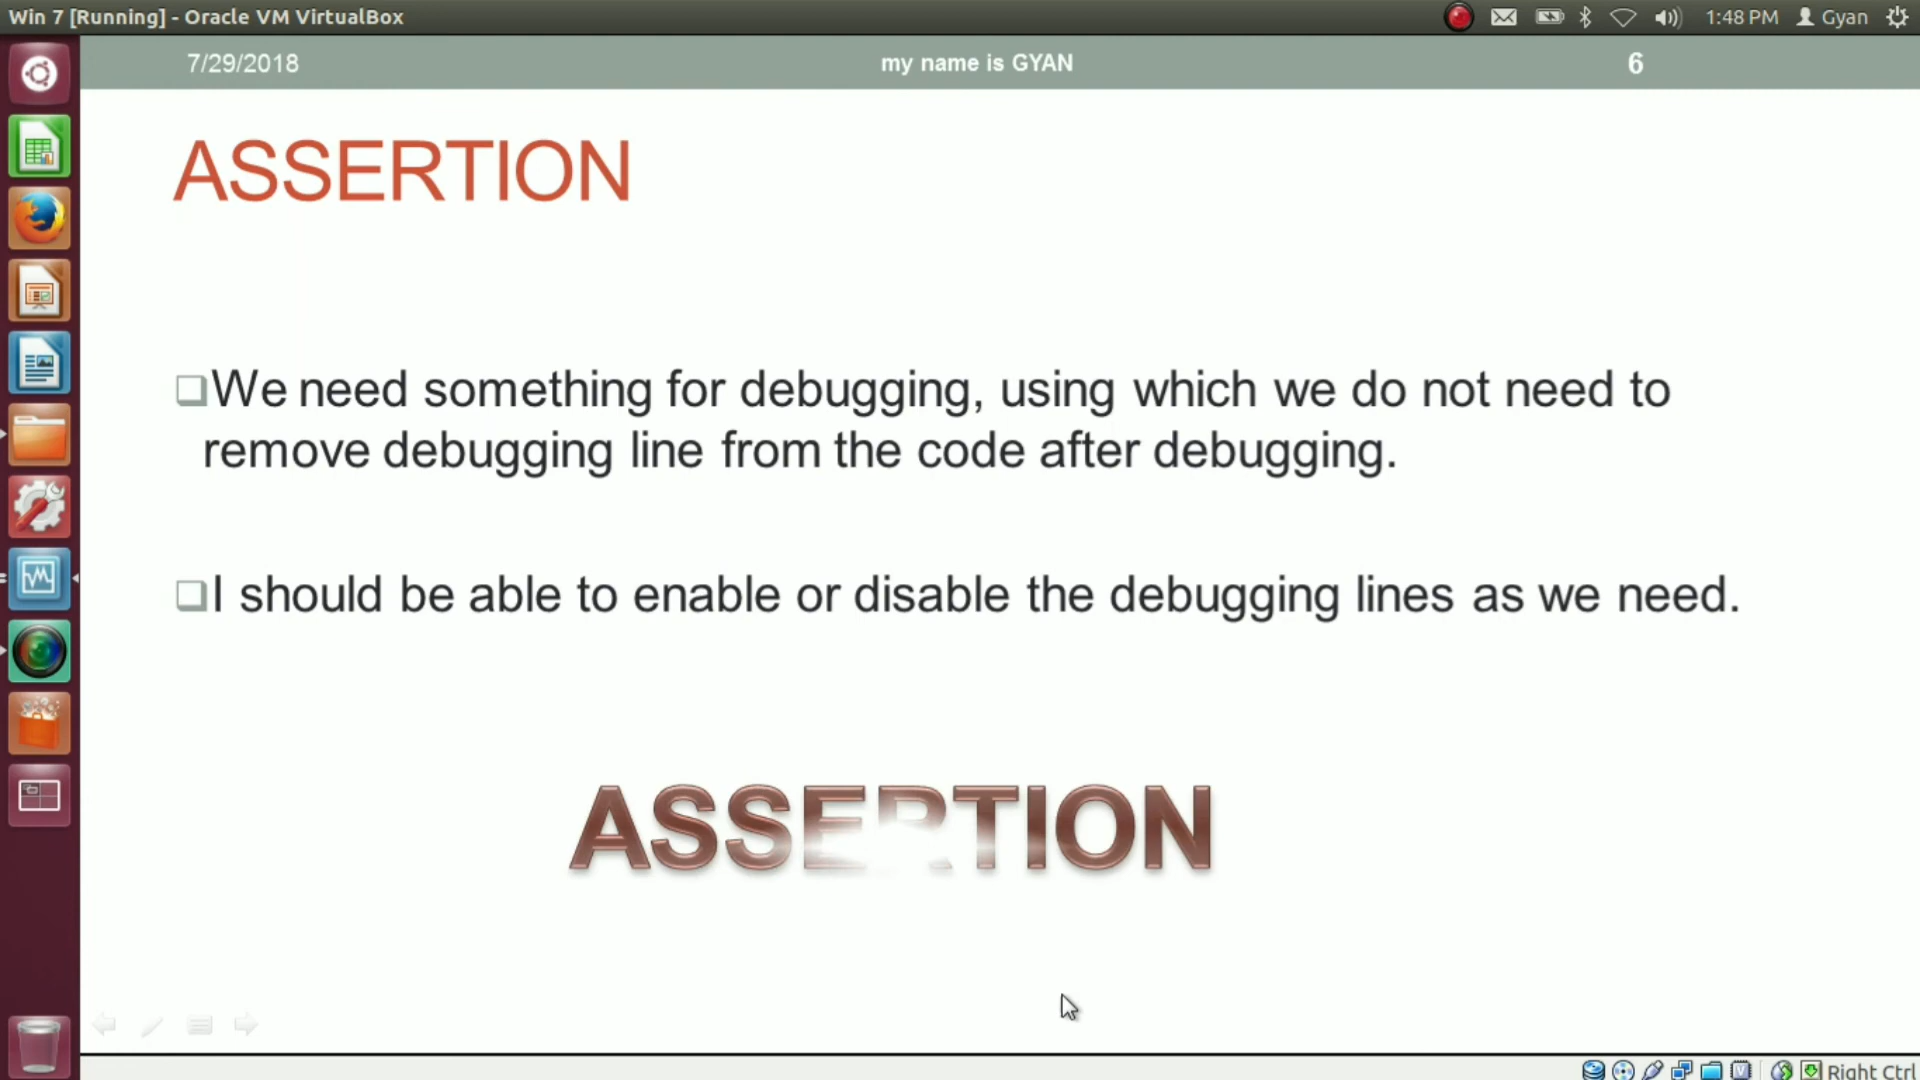 Win 7 [Running] - Oracle VM VirtualBox
1:48 PM Gyan
7/29/2018
my name is GYAN
6
ASSERTION
We need something for debugging, using which we do not need to
remove debugging line from the code after debugging.
I should be able to enable or disable the debugging lines as we need.
ASSERTION
Right Ctrl